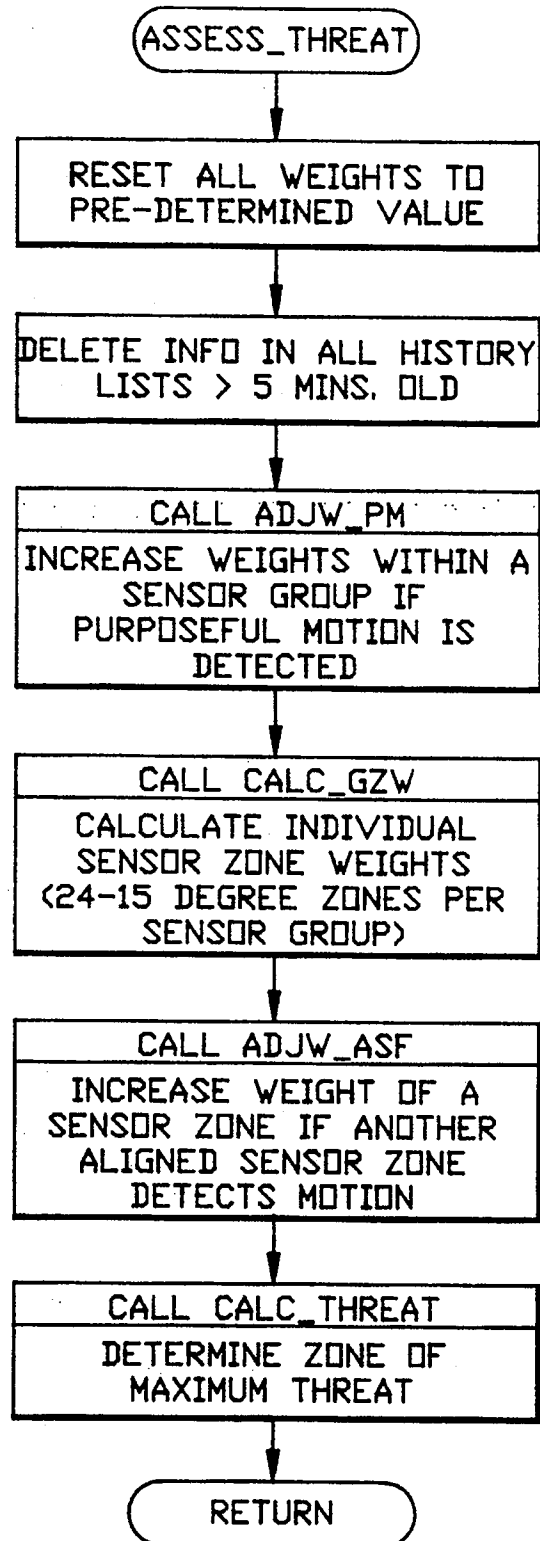 ASSESS_THREAT
RESET ALL WEIGHTS TO
PRE-DETERMINED VALUE
DELETE INFO IN ALL HISTORY
LISTS > 5 MINS. OLD
CALL ADJW_PM
INCREASE WEIGHTS WITHIN A
SENSOR GROUP IF
PURPOSEFUL MOTION IS
DETECTED
CALL CALC_GZW
CALCULATE INDIVIDUAL
SENSOR ZONE WEIGHTS
(24-15 DEGREE ZONES PER
SENSOR GROUP)
CALL ADJW_ASF
INCREASE WEIGHT OF A
SENSOR ZONE IF ANOTHER
ALIGNED SENSOR ZONE
DETECTS MOTION
CALL CALC_THREAT
DETERMINE ZONE OF
MAXIMUM THREAT
RETURN